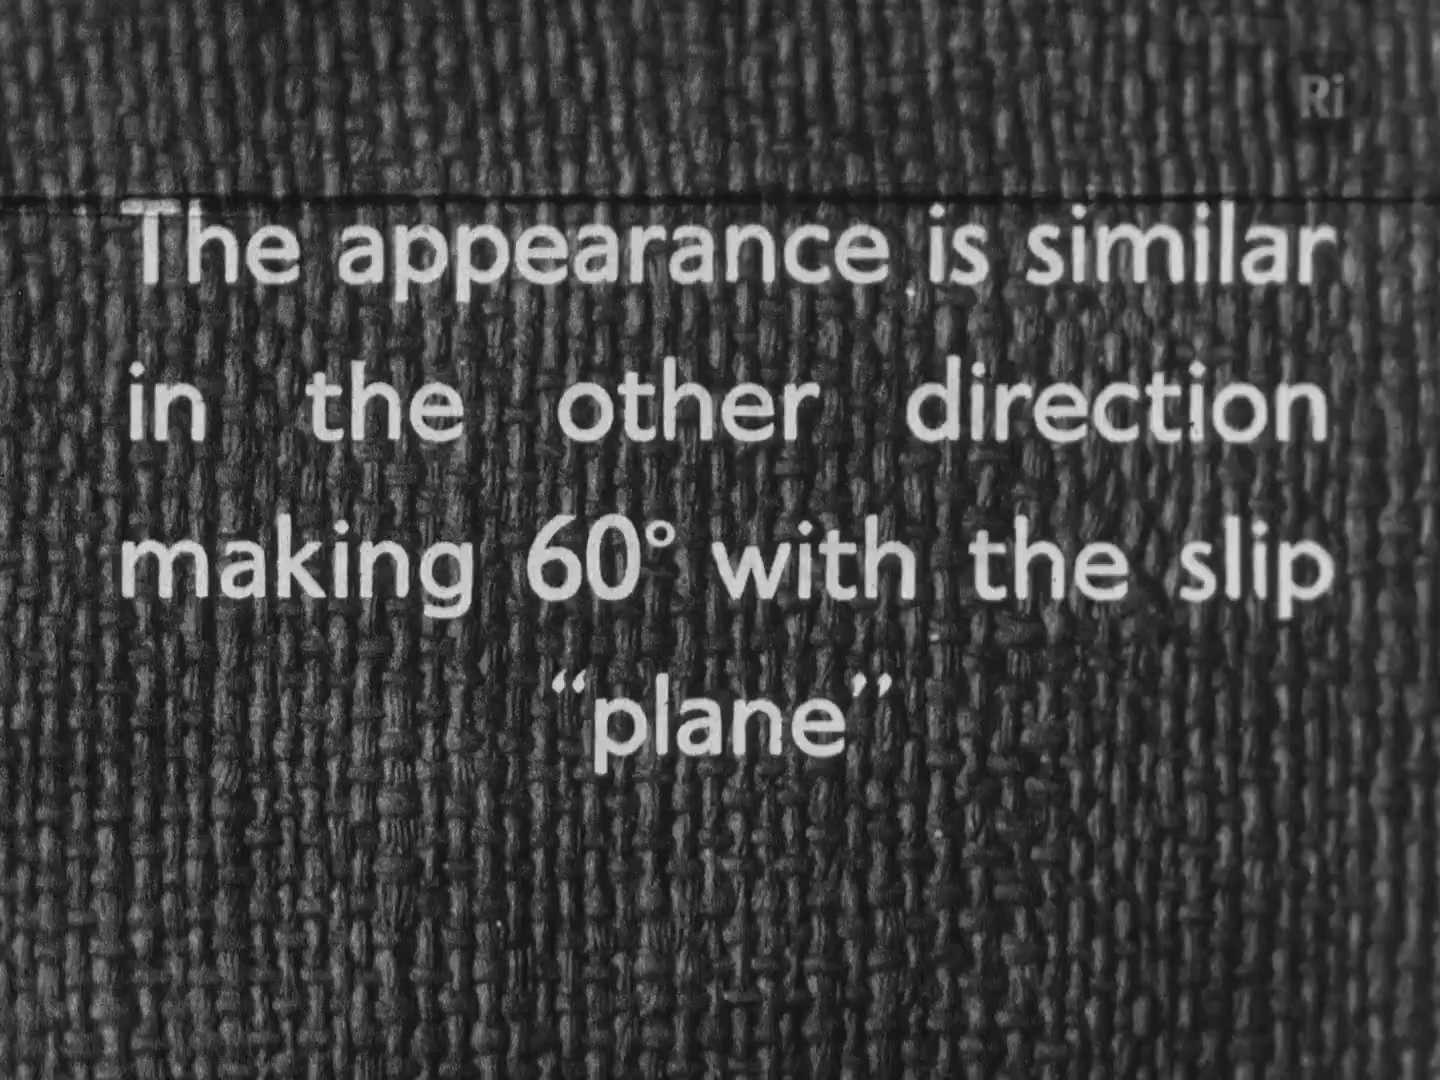 Ri
The appearance is similar
in the other direction
making 60° with the slip
“plane”